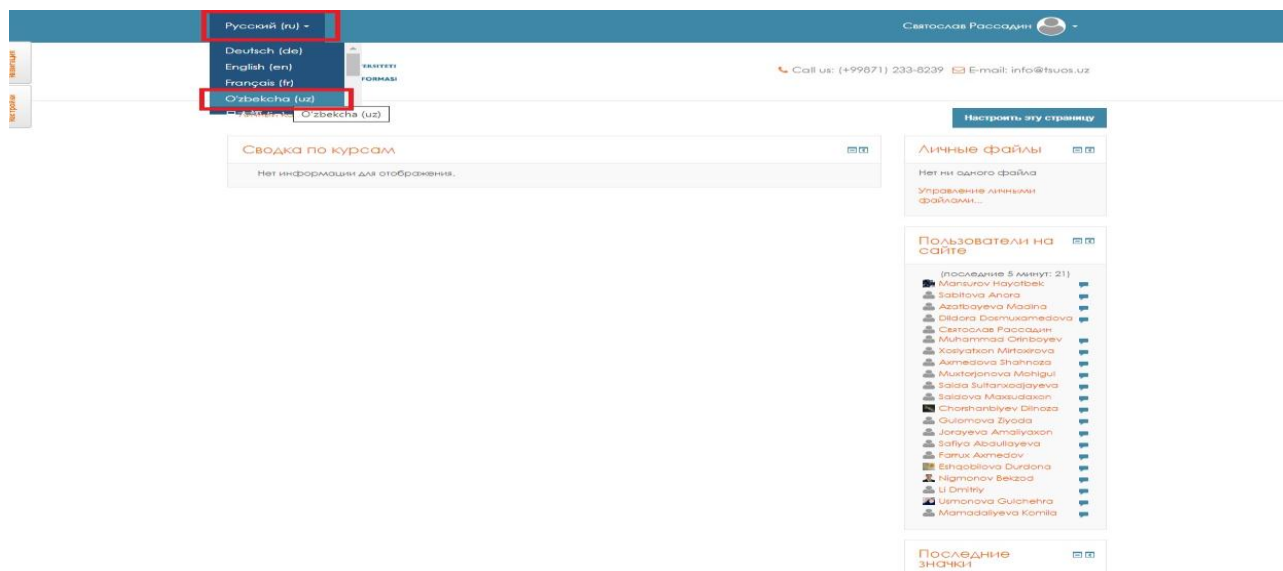 Русский (ru)
Святослав Рассадин
Deutsch (de)
English (en)
Français (fr)
O'zbekcha (uz)
O'zbekcha (uz)
FORMASI
Call us: (+99871) 233-8239 E-mail: info@tsuos.uz
Навигация
Настройки
Настроить эту страницу
Сводка по курсам
Нет информации для отображения.
Личные файлы
Нет ни одного файла
Управление личными
файлами...
Пользователи на
сайте
(последние 5 минут: 21)
Mansurov Hayotbek
Sabitova Anora
Azatbayeva Madina
Dildora Dosmuxamedova
Святослав Рассадин
Muhammad Orinboyev
Xosiyatxon Mirtoxirova
Axmedova Shahnoza
Muxtorjonova Mohigul
Saida Sultanxodjayeva
Saidova Maxsudaxon
Chorshanbiyev Dilnoza
Gulomova Ziyoda
Jorayeva Amaliyaxon
Safiya Abdullayeva
Farrux Axmedov
Eshqobilova Durdona
Nigmonov Bekzod
Li Dmitriy
Usmonova Gulchehra
Mamadaliyeva Komila
Последние
значки